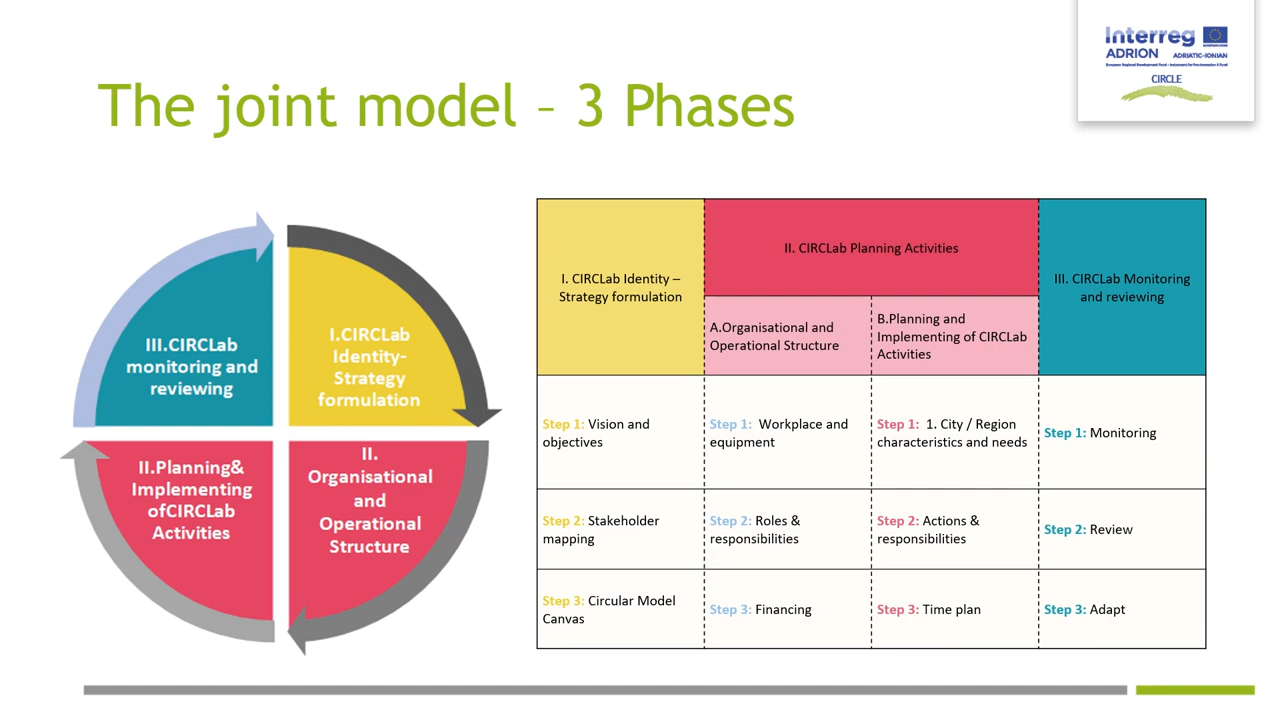 The joint model – 3 Phases
Interreg
ADRION ADRIATIC-IONIAN
European Regional Development Fund - Instrument for Pre-Accession II Fund
CIRCLE
III.CIRCLab
monitoring and
reviewing
I.CIRCLab
Identity-
Strategy
formulation
II.Planning&
Implementing
ofCIRCLab
Activities
II.
Organisational
and
Operational
Structure
I. CIRCLab Identity –
Strategy formulation
II. CIRCLab Planning Activities
III. CIRCLab Monitoring
and reviewing
A.Organisational and
Operational Structure
B.Planning and
Implementing of CIRCLab
Activities
Step 1: Vision and
objectives
Step 1: Workplace and
equipment
Step 1: 1. City / Region
characteristics and needs
Step 1: Monitoring
Step 2: Stakeholder
mapping
Step 2: Roles &
responsibilities
Step 2: Actions &
responsibilities
Step 2: Review
Step 3: Circular Model
Canvas
Step 3: Financing
Step 3: Time plan
Step 3: Adapt